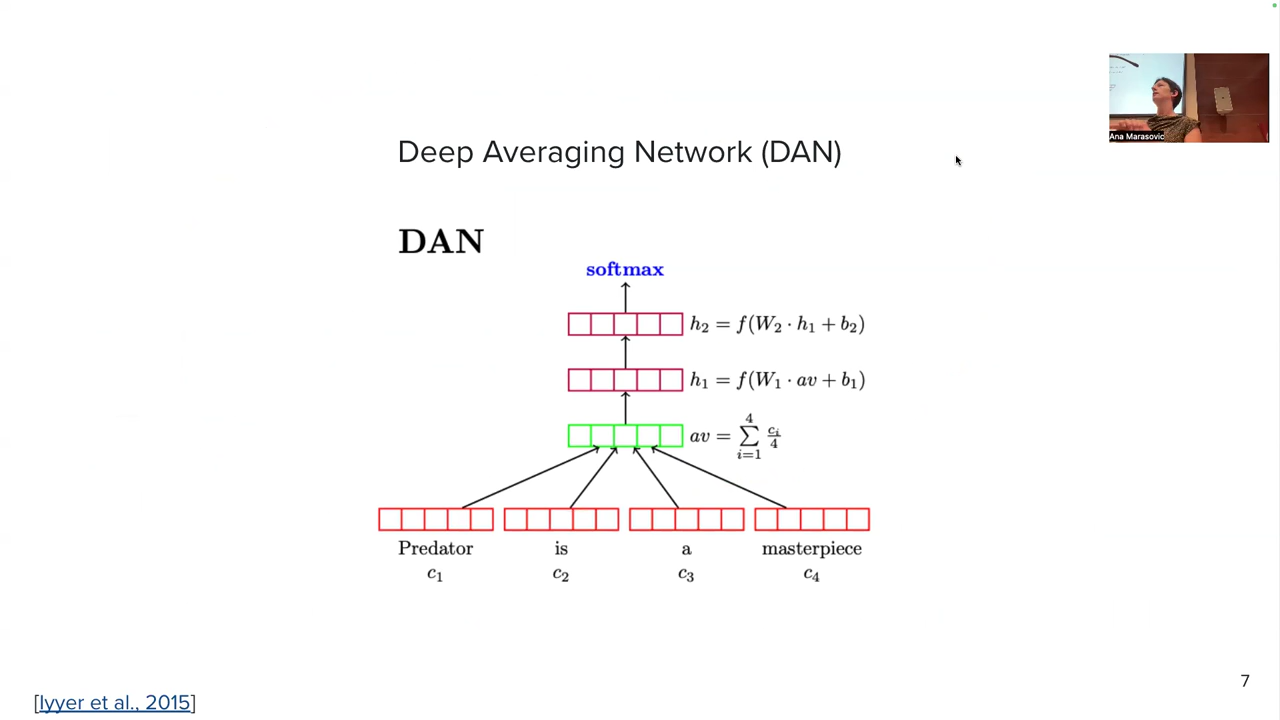 Ana Marasovic
Deep Averaging Network (DAN)
DAN
softmax
h₂ = f(W₂ · h₁ + b₂)
h₁ = f(W₁ · av + b₁)
av = ∑_{i=1}^{4} c_i/4
Predator is a masterpiece
c₁ c₂ c₃ c₄
[Iyyer et al., 2015]
7